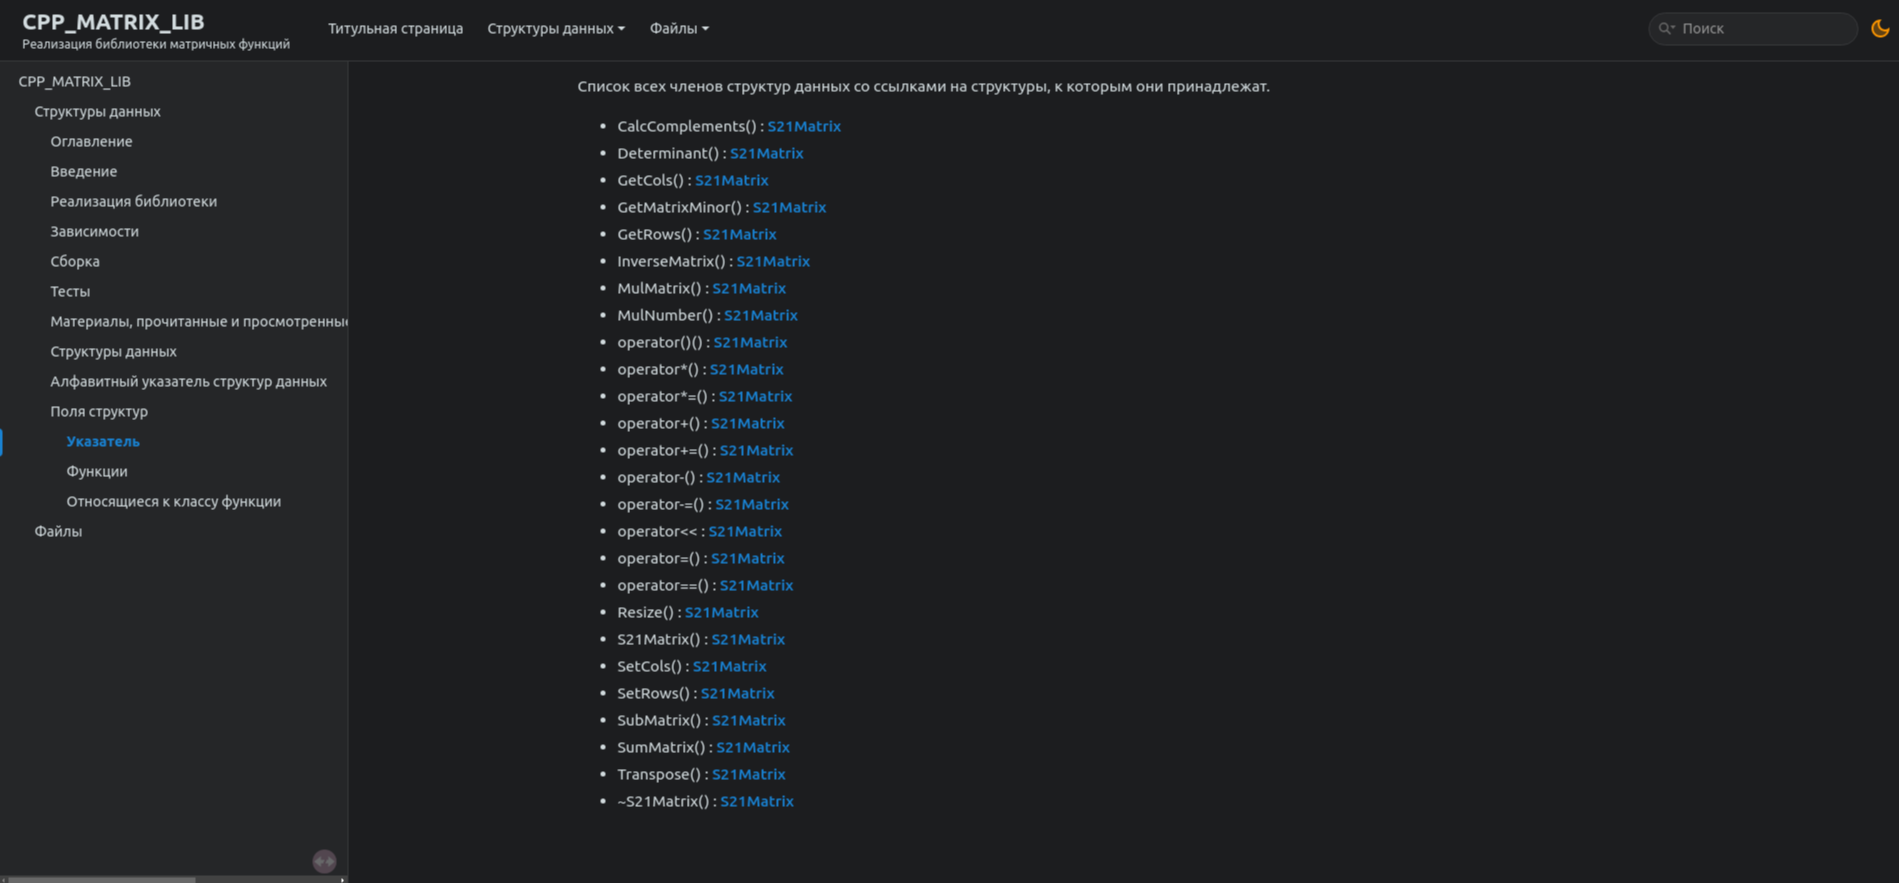 CPP_MATRIX_LIB
Реализация библиотеки матричных функций
Титульная страница
Структуры данных
Файлы
Поиск
CPP_MATRIX_LIB
Структуры данных
Оглавление
Введение
Реализация библиотеки
Зависимости
Сборка
Тесты
Материалы, прочитанные и просмотренные
Структуры данных
Алфавитный указатель структур данных
Поля структур
Указатель
Функции
Относящиеся к классу функции
Файлы
Список всех членов структур данных со ссылками на структуры, к которым они принадлежат.
• CalcComplements() : S21Matrix
• Determinant() : S21Matrix
• GetCols() : S21Matrix
• GetMatrixMinor() : S21Matrix
• GetRows() : S21Matrix
• InverseMatrix() : S21Matrix
• MulMatrix() : S21Matrix
• MulNumber() : S21Matrix
• operator()() : S21Matrix
• operator*() : S21Matrix
• operator*=() : S21Matrix
• operator+() : S21Matrix
• operator+=() : S21Matrix
• operator-() : S21Matrix
• operator-=() : S21Matrix
• operator<< : S21Matrix
• operator=() : S21Matrix
• operator==() : S21Matrix
• Resize() : S21Matrix
• S21Matrix() : S21Matrix
• SetCols() : S21Matrix
• SetRows() : S21Matrix
• SubMatrix() : S21Matrix
• SumMatrix() : S21Matrix
• Transpose() : S21Matrix
• ~S21Matrix() : S21Matrix